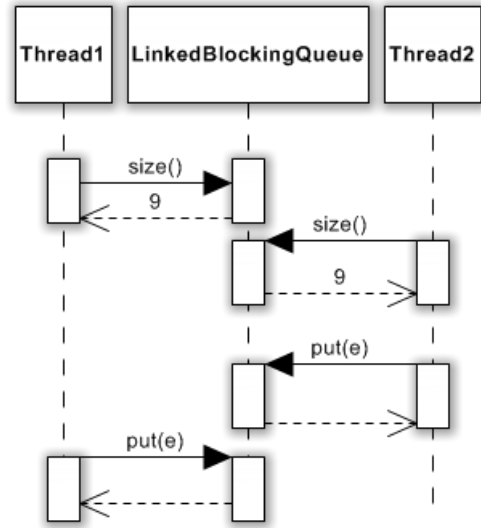 Thread1
LinkedBlockingQueue
Thread2
size()
9
size()
9
put(e)
put(e)